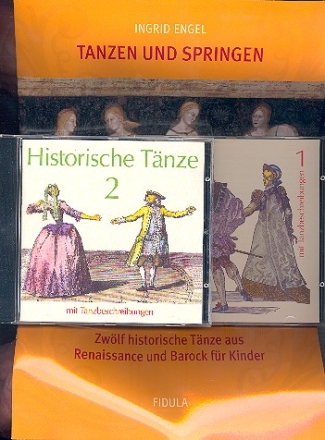 INGRID ENGEL
TANZEN UND SPRINGEN
Historische Tänze
2
mit Tanzbeschreibungen
1
mit Tanzbeschreibungen
Zwölf historische Tänze aus
Renaissance und Barock für Kinder
FIDULA